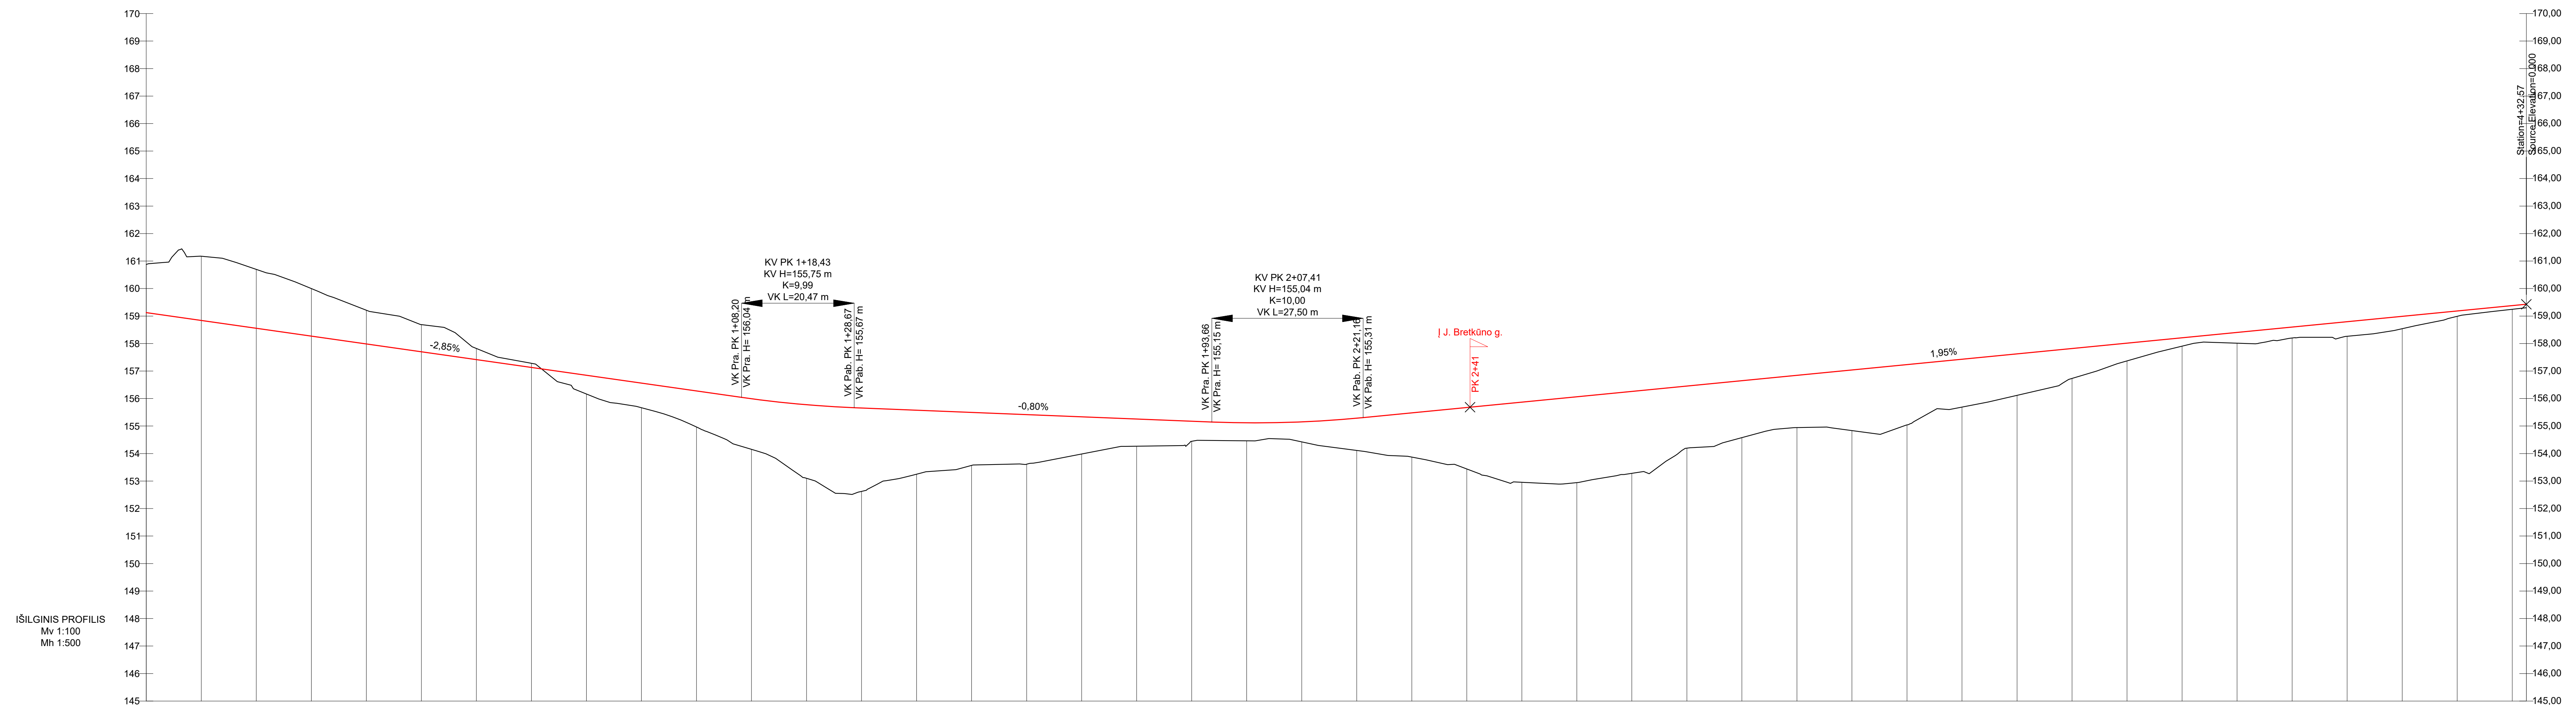 170
169
168
167
166
165
164
163
162
161
160
159
158
157
156
155
154
153
152
151
150
149
148
147
146
145
IŠILGINIS PROFILIS
Mv 1:100
Mh 1:500
-2,85%
KV PK 1+18,43
KV H=155,75 m
K=9,99
VK L=20,47 m
VK Pra. PK 1+08,20
VK Pra. H= 156,04 m
VK Pab. PK 1+28,67
VK Pab. H= 155,67 m
-0,80%
KV PK 2+07,41
KV H=155,04 m
K=10,00
VK L=27,50 m
VK Pra. PK 1+93,66
VK Pra. H= 155,15 m
VK Pab. PK 2+21,16
VK Pab. H= 155,31 m
Į J. Bretkūno g.
PK 2+41
1,95%
Station=4+32,57
Source Elevation=0.000
170,00
169,00
168,00
167,00
166,00
165,00
164,00
163,00
162,00
161,00
160,00
159,00
158,00
157,00
156,00
155,00
154,00
153,00
152,00
151,00
150,00
149,00
148,00
147,00
146,00
145,00